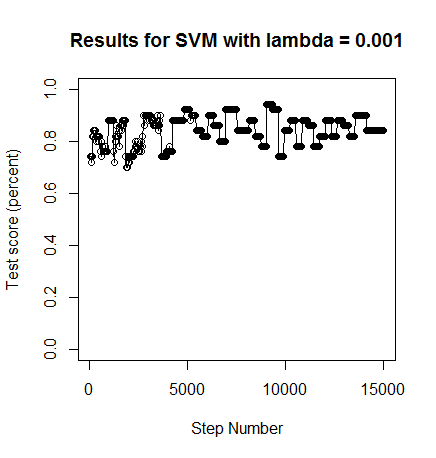 Results for SVM with lambda = 0.001
Test score (percent)
1.0
0.8
0.6
0.4
0.2
0.0
0 5000 10000 15000
Step Number